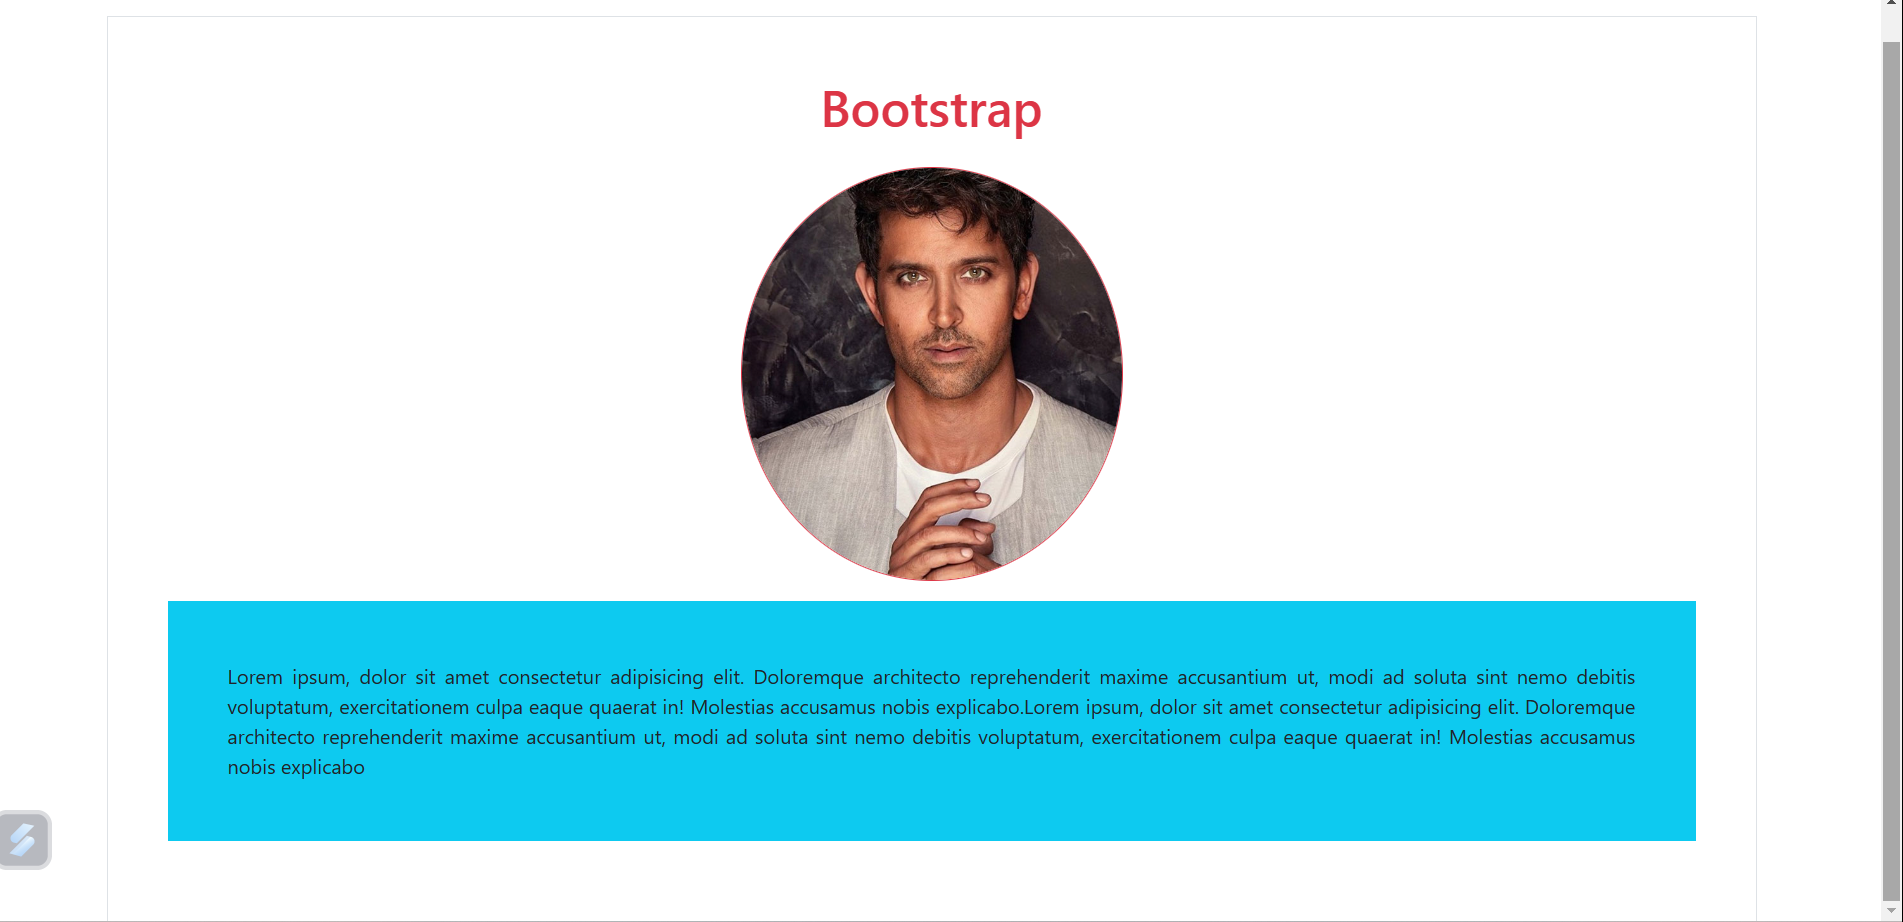 Bootstrap
Lorem ipsum, dolor sit amet consectetur adipisicing elit. Doloremque architecto reprehenderit maxime accusantium ut, modi ad soluta sint nemo debitis
voluptatum, exercitationem culpa eaque quaerat in! Molestias accusamus nobis explicabo.Lorem ipsum, dolor sit amet consectetur adipisicing elit. Doloremque
architecto reprehenderit maxime accusantium ut, modi ad soluta sint nemo debitis voluptatum, exercitationem culpa eaque quaerat in! Molestias accusamus
nobis explicabo